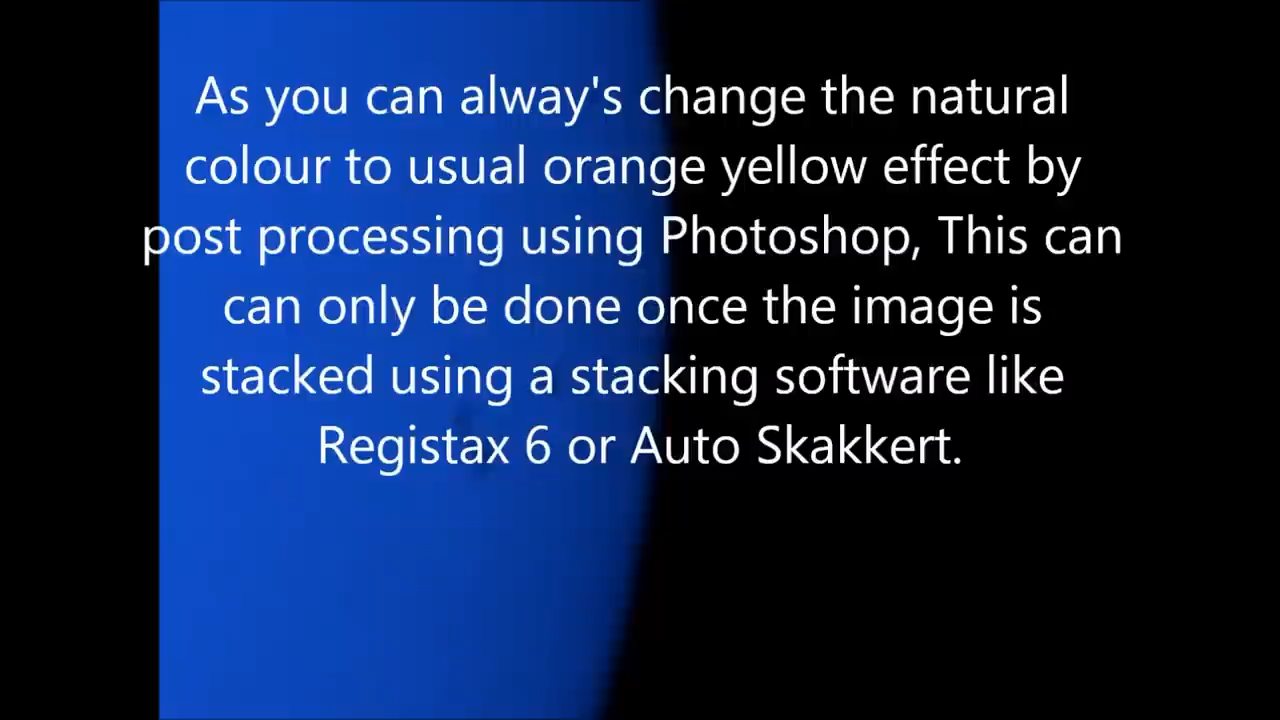 As you can alway's change the natural
colour to usual orange yellow effect by
post processing using Photoshop, This can
can only be done once the image is
stacked using a stacking software like
Registax 6 or Auto Skakkert.